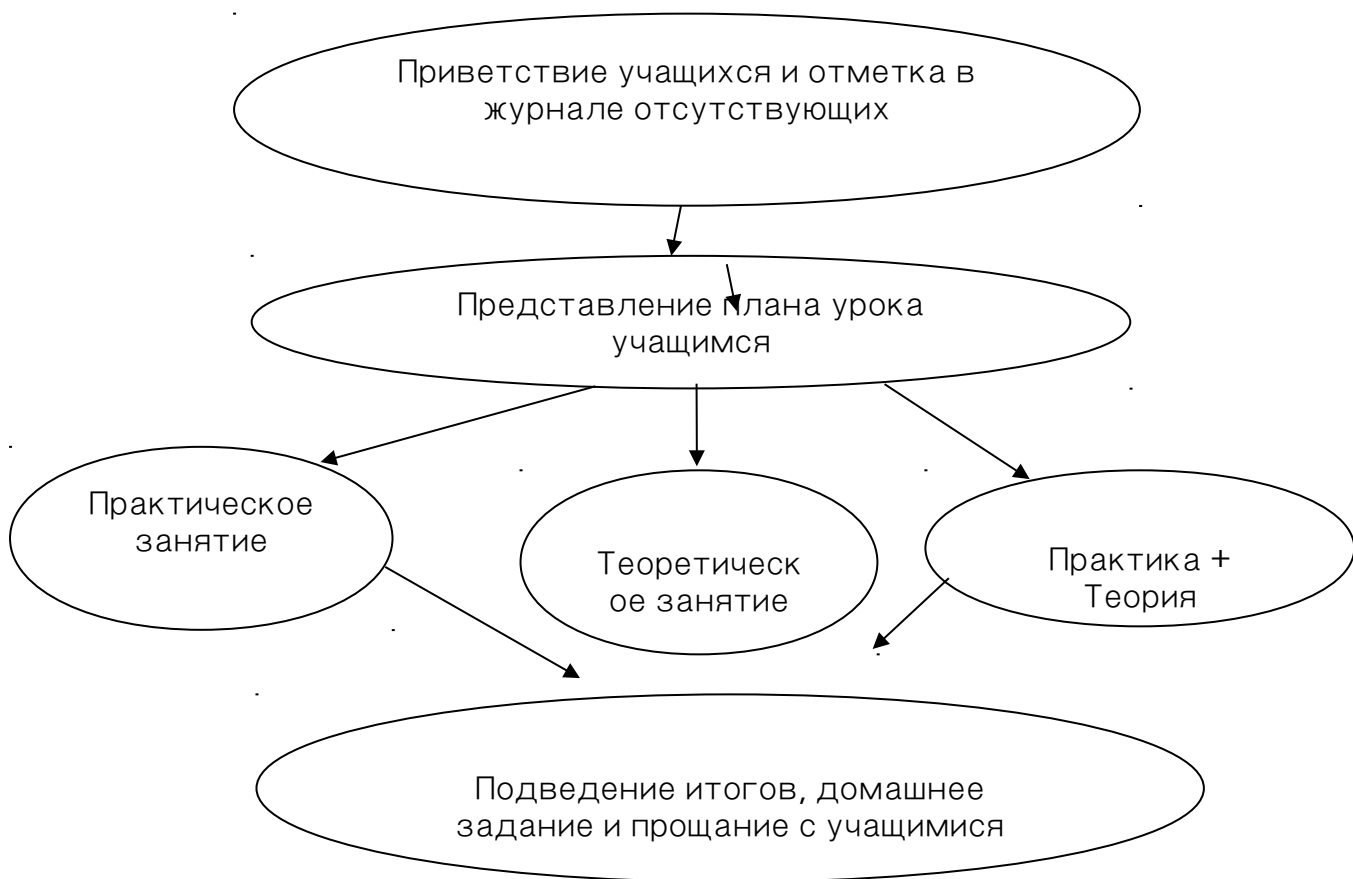 Приветствие учащихся и отметка в
журнале отсутствующих
Представление плана урока
учащимся
Практическое
занятие
Теоретическ
ое занятие
Практика +
Теория
Подведение итогов, домашнее
задание и прощание с учащимися